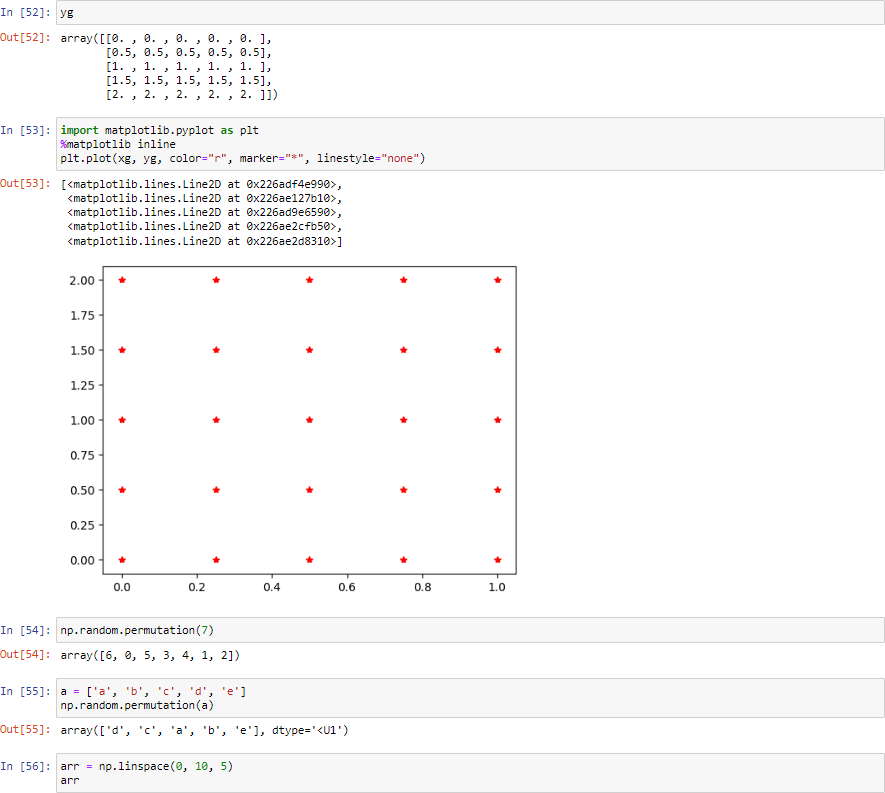 In [52]: yg
Out[52]: array([[0. , 0. , 0. , 0. , 0. ],
[0.5, 0.5, 0.5, 0.5, 0.5],
[1. , 1. , 1. , 1. , 1. ],
[1.5, 1.5, 1.5, 1.5, 1.5],
[2. , 2. , 2. , 2. , 2. ]])
In [53]: import matplotlib.pyplot as plt
%matplotlib inline
plt.plot(xg, yg, color="r", marker="*", linestyle="none")
Out[53]: [<matplotlib.lines.Line2D at 0x226adf4e990>,
<matplotlib.lines.Line2D at 0x226ae127b10>,
<matplotlib.lines.Line2D at 0x226ad9e6590>,
<matplotlib.lines.Line2D at 0x226ae2cfb50>,
<matplotlib.lines.Line2D at 0x226ae2d8310>]
2.00
1.75
1.50
1.25
1.00
0.75
0.50
0.25
0.00
0.0 0.2 0.4 0.6 0.8 1.0
In [54]: np.random.permutation(7)
Out[54]: array([6, 0, 5, 3, 4, 1, 2])
In [55]: a = ['a', 'b', 'c', 'd', 'e']
np.random.permutation(a)
Out[55]: array(['d', 'c', 'a', 'b', 'e'], dtype='<U1')
In [56]: arr = np.linspace(0, 10, 5)
arr